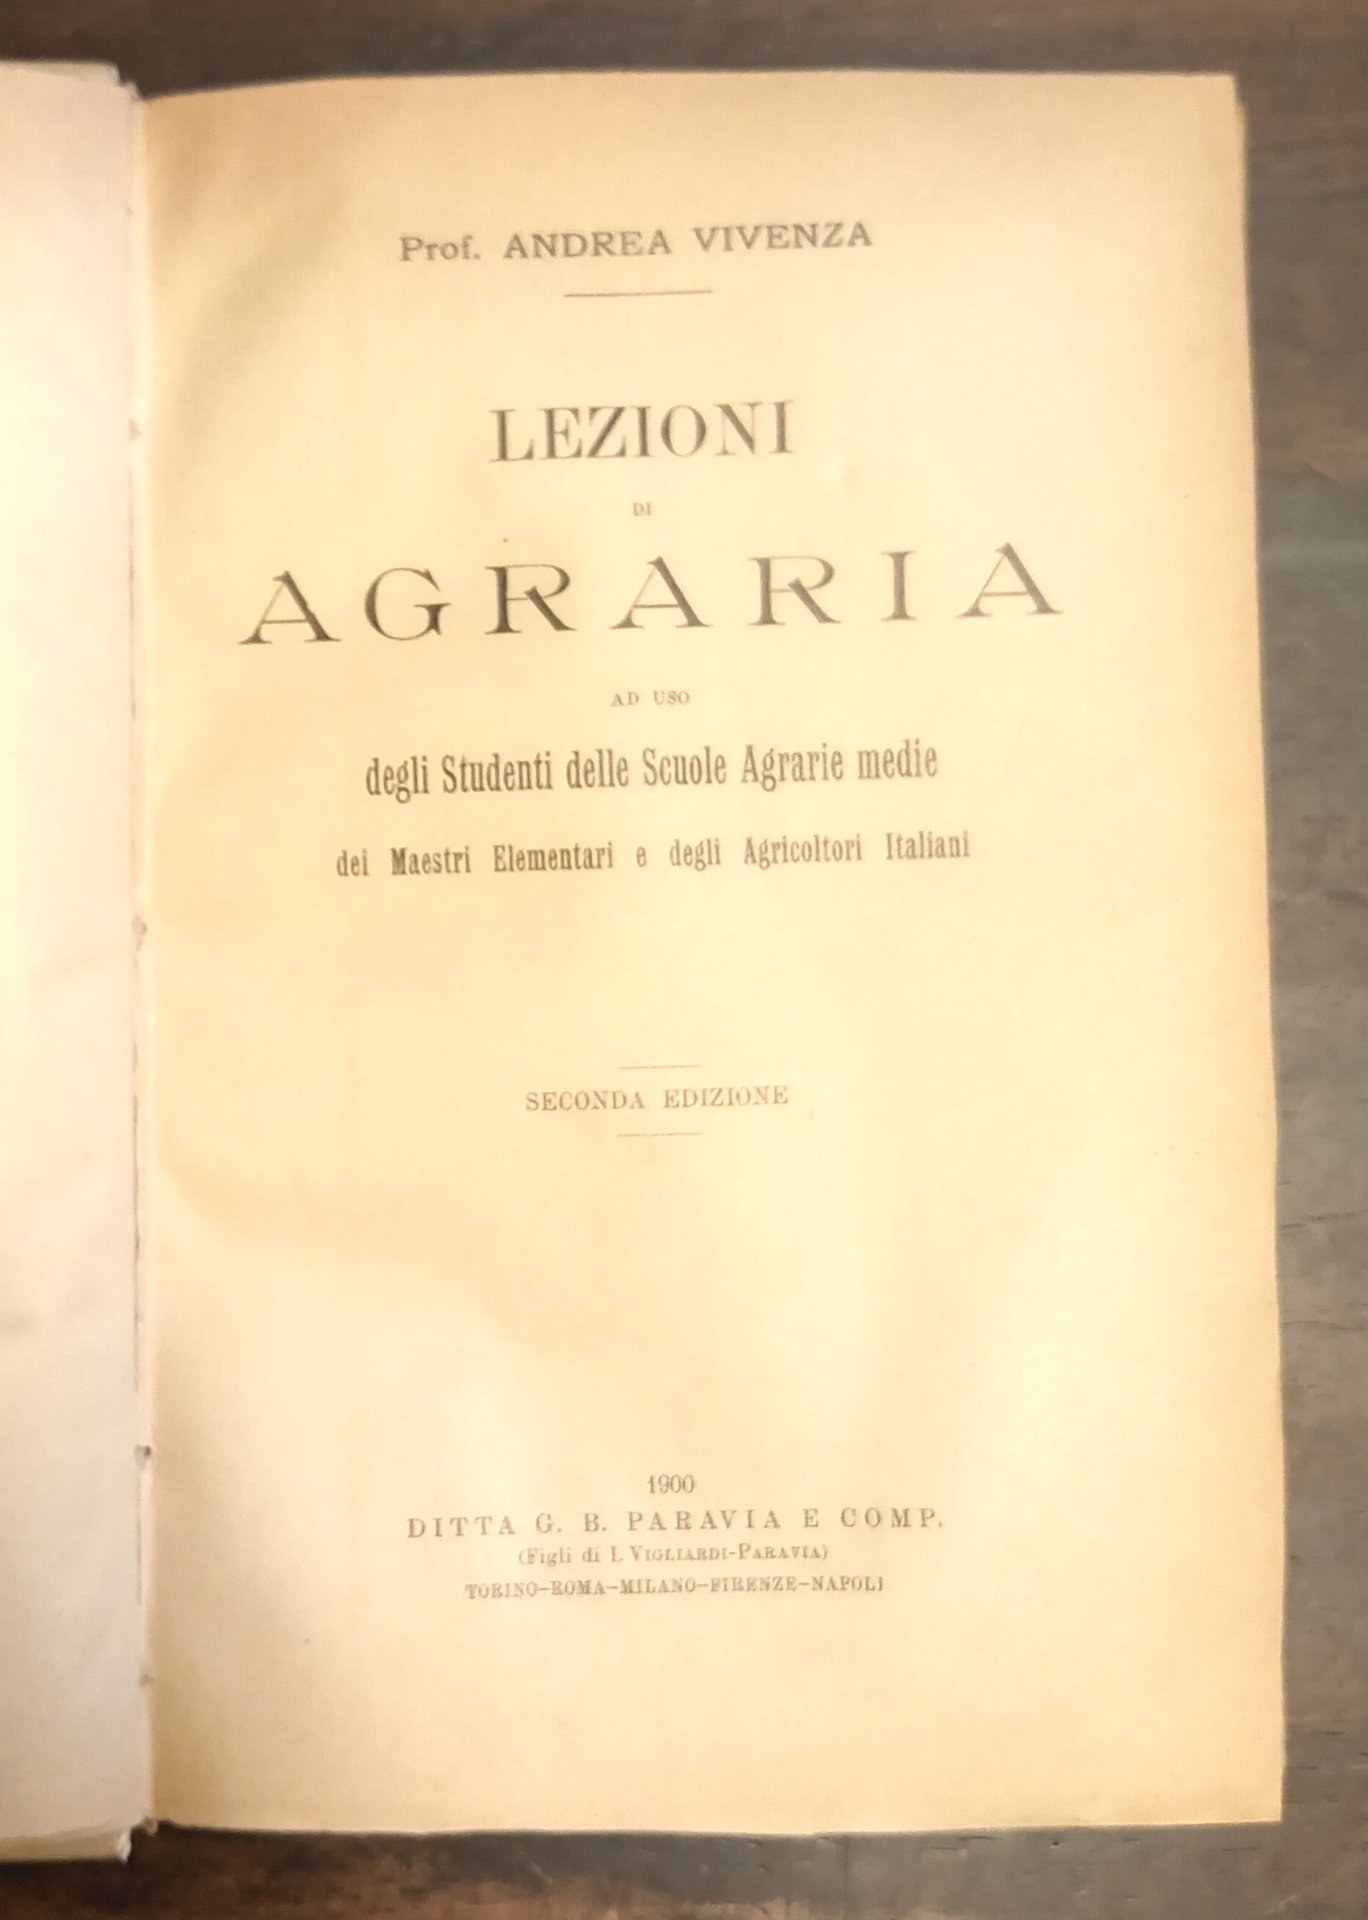 Prof. ANDREA VIVENZA
LEZIONI
DI
AGRARIA
AD USO
degli Studenti delle Scuole Agrarie medie
dei Maestri Elementari e degli Agricoltori Italiani
SECONDA EDIZIONE
1900
DITTA G. B. PARAVIA E COMP.
(Figli di I. VIGLIARDI-PARAVIA)
TORINO-ROMA-MILANO-FIRENZE-NAPOLI